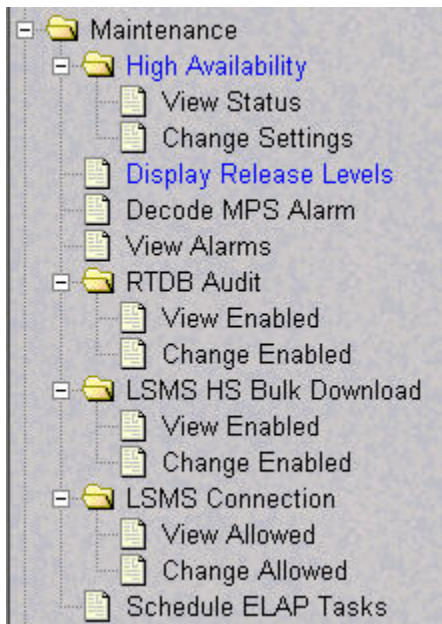 Maintenance
High Availability
View Status
Change Settings
Display Release Levels
Decode MPS Alarm
View Alarms
RTDB Audit
View Enabled
Change Enabled
LSMS HS Bulk Download
View Enabled
Change Enabled
LSMS Connection
View Allowed
Change Allowed
Schedule ELAP Tasks